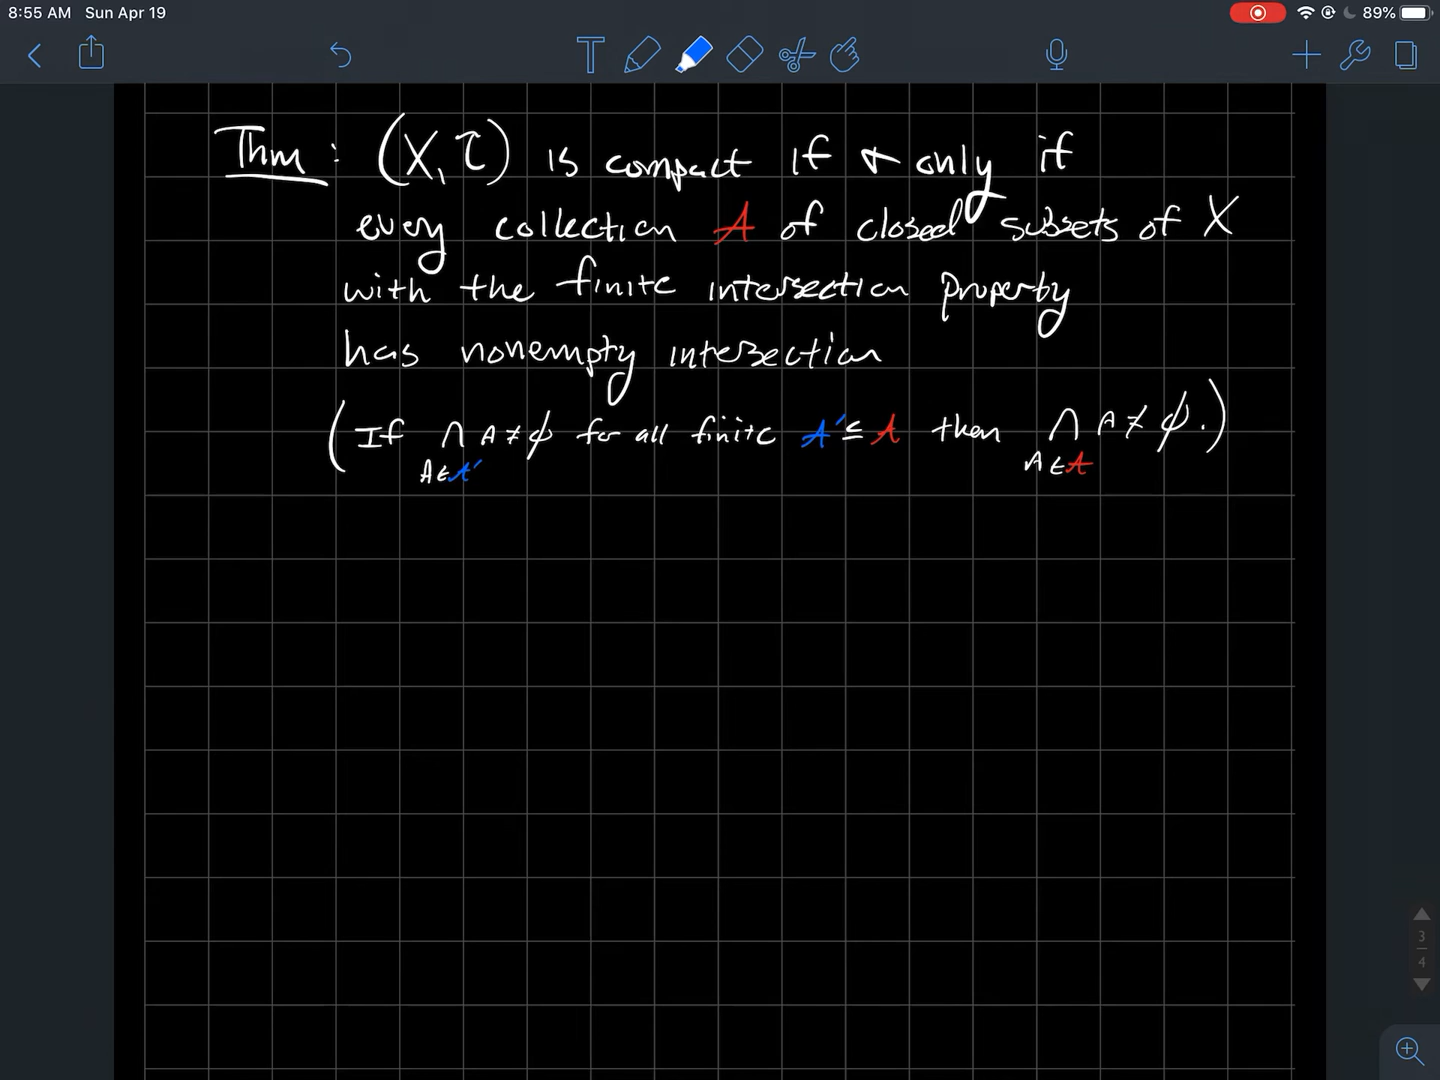 8:55 AM Sun Apr 19
89%
T
Thm: (X, τ) is compact if & only if
every collection A of closed subsets of X
with the finite intersection property
has nonempty intersection
(If ∩ A ≠ ϕ for all finite A' ⊆ A then ∩ A ≠ ϕ.)
A∈A' A∈A
3
4